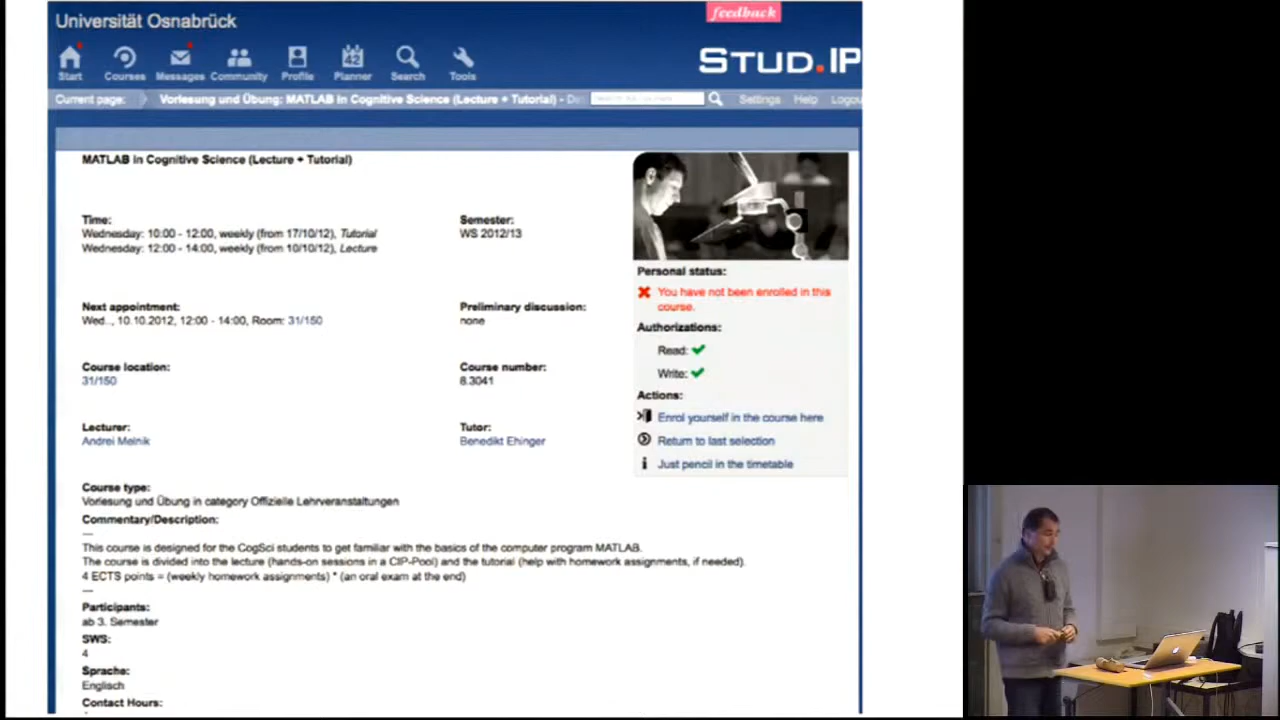 Universität Osnabrück
feedback
Start
Courses
Messages
Community
Profile
42
Planner
Search
Tools
STUD.IP
Current page:
Vorlesung und Übung: MATLAB in Cognitive Science (Lecture + Tutorial) -
Settings
Help
Logou
MATLAB in Cognitive Science (Lecture + Tutorial)
Time:
Wednesday: 10:00 - 12:00, weekly (from 17/10/12), Tutorial
Wednesday: 12:00 - 14:00, weekly (from 10/10/12), Lecture
Semester:
WS 2012/13
Next appointment:
Wed.., 10.10.2012, 12:00 - 14:00, Room: 31/150
Preliminary discussion:
none
Course location:
31/150
Course number:
8.3041
Lecturer:
Andrei Melnik
Tutor:
Benedikt Ehinger
Personal status:
You have not been enrolled in this
course.
Authorizations:
Read:
Write:
Actions:
Enrol yourself in the course here
Return to last selection
Just pencil in the timetable
Course type:
Vorlesung und Übung in category Offizielle Lehrveranstaltungen
Commentary/Description:
---
This course is designed for the CogSci students to get familiar with the basics of the computer program MATLAB.
The course is divided into the lecture (hands-on sessions in a CIP-Pool) and the tutorial (help with homework assignments, if needed).
4 ECTS points = (weekly homework assignments) * (an oral exam at the end)
---
Participants:
ab 3. Semester
SWS:
4
Sprache:
Englisch
Contact Hours: